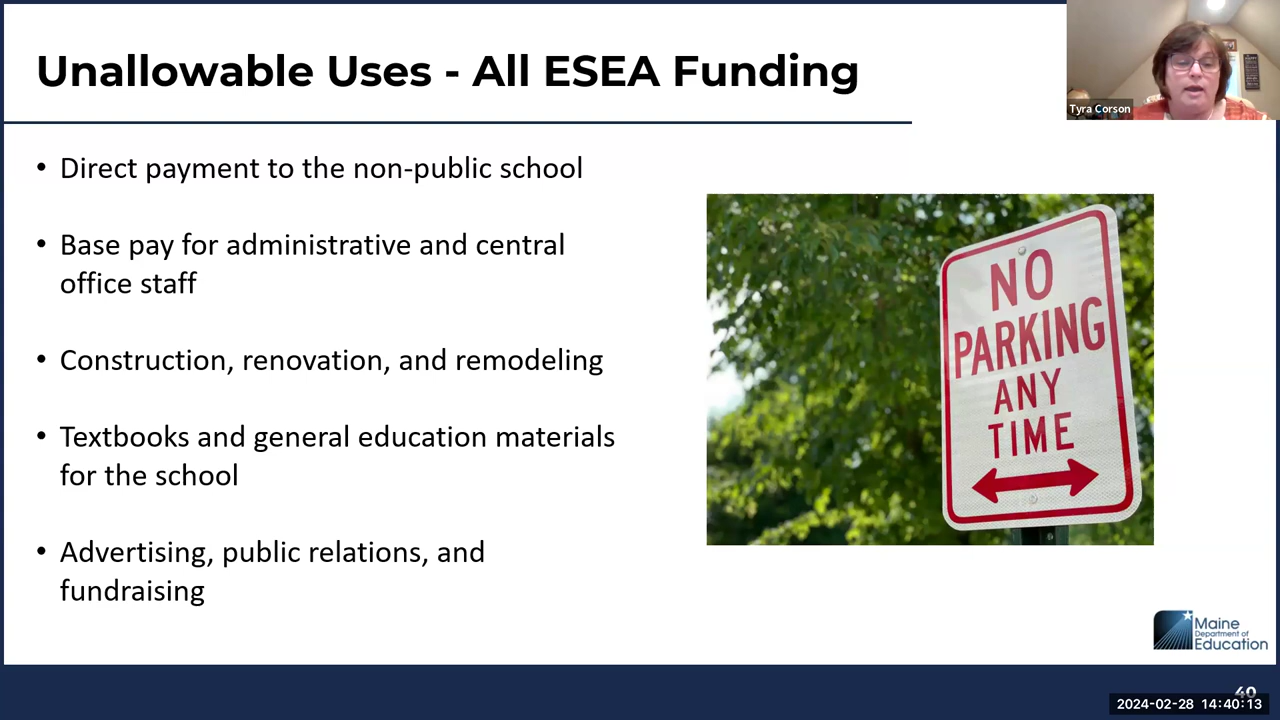 Unallowable Uses - All ESEA Funding
Tyra Corson
• Direct payment to the non-public school
• Base pay for administrative and central
office staff
• Construction, renovation, and remodeling
• Textbooks and general education materials
for the school
• Advertising, public relations, and
fundraising
NO
PARKING
ANY
TIME
Maine
Department of
Education
40
2024-02-28 14:40:13